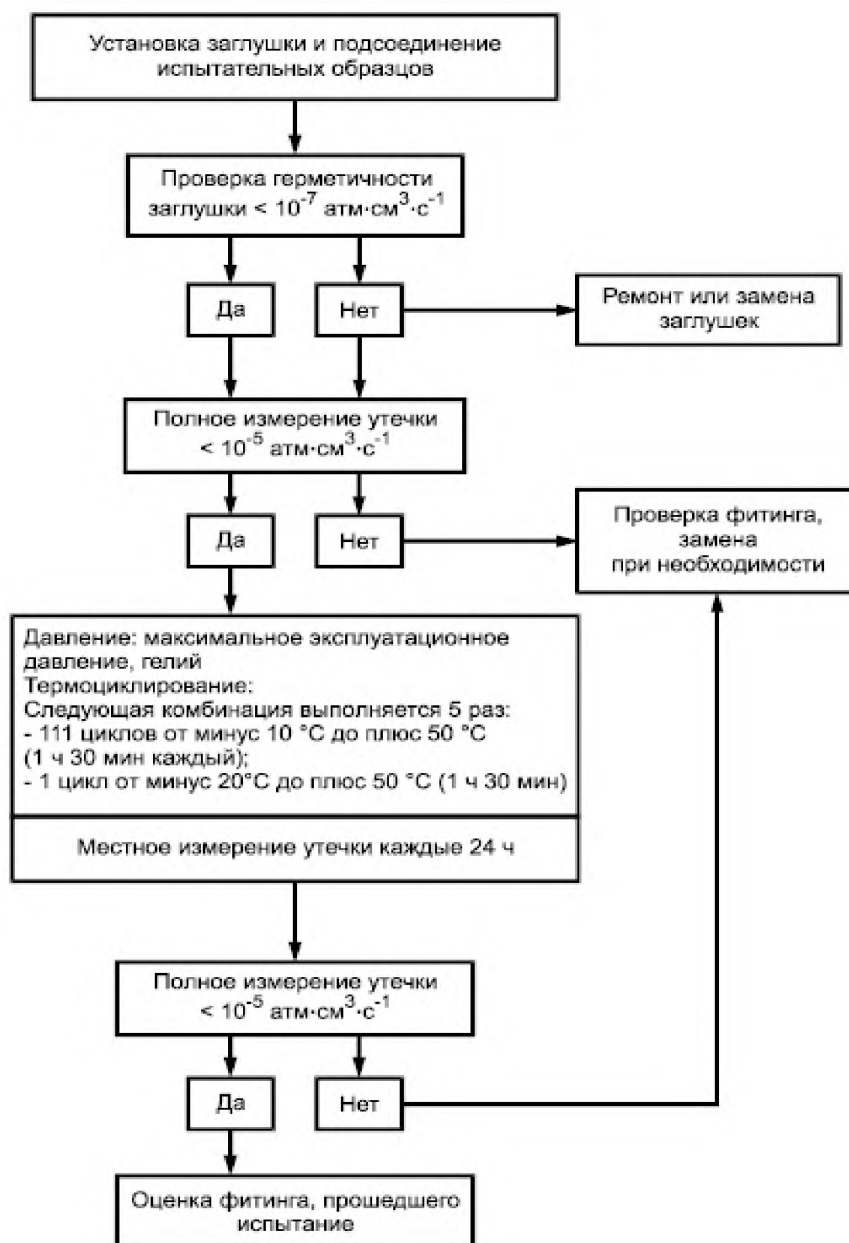 Установка заглушки и подсоединение
испытательных образцов
Проверка герметичности
заглушки < 10⁻⁷ атм·см³·с⁻¹
Да
Нет
Ремонт или замена
заглушек
Полное измерение утечки
< 10⁻⁵ атм·см³·с⁻¹
Да
Нет
Проверка фитинга,
замена
при необходимости
Давление: максимальное эксплуатационное
давление, гелий
Термоциклирование:
Следующая комбинация выполняется 5 раз:
- 111 циклов от минус 10 °С до плюс 50 °С
(1 ч 30 мин каждый);
- 1 цикл от минус 20°С до плюс 50 °С (1 ч 30 мин)
Местное измерение утечки каждые 24 ч
Полное измерение утечки
< 10⁻⁵ атм·см³·с⁻¹
Да
Нет
Оценка фитинга, прошедшего
испытание